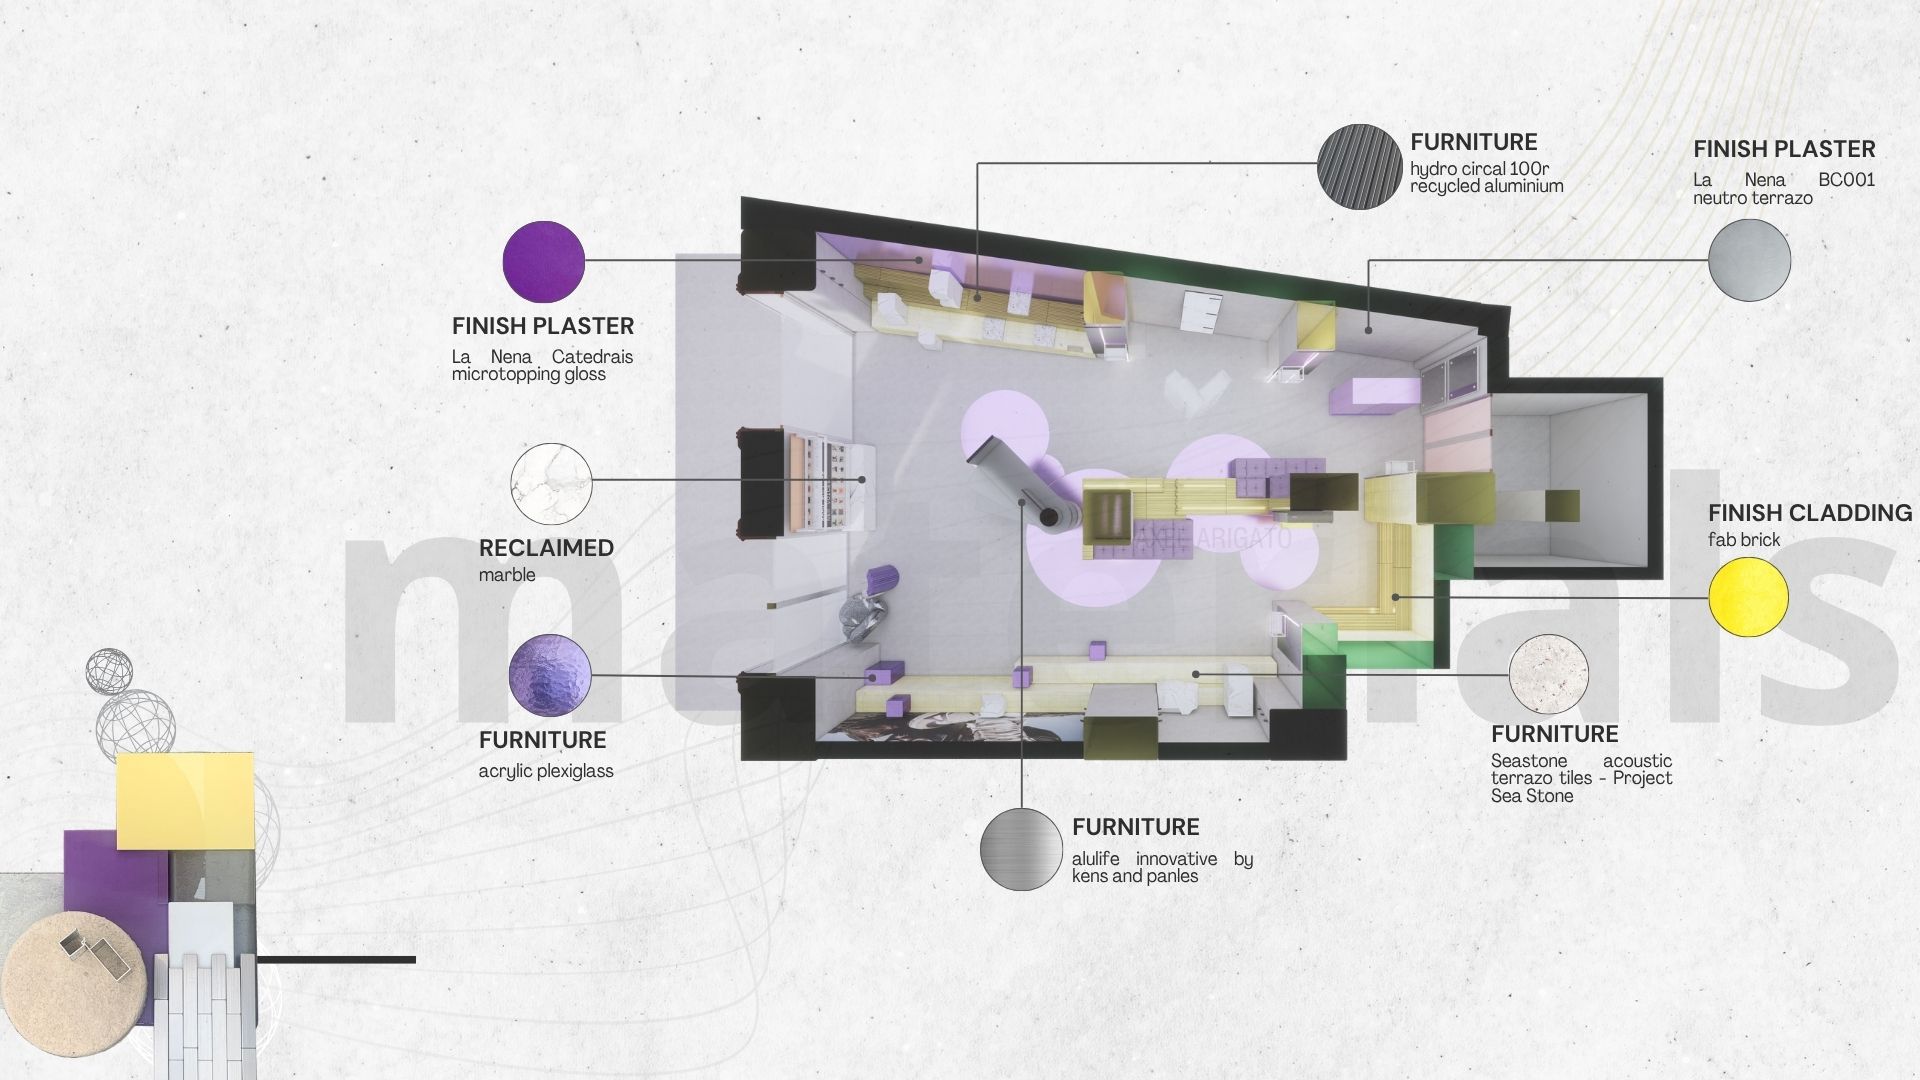 FURNITURE
hydro circal 100r
recycled aluminium
FINISH PLASTER
La Nena BC001
neutro terrazo
FINISH PLASTER
La Nena Catedrais
microtopping gloss
RECLAIMED
marble
FINISH CLADDING
fab brick
AXEL ARIGATO
FURNITURE
acrylic plexiglass
FURNITURE
Seastone acoustic
terrazo tiles - Project
Sea Stone
FURNITURE
alulife innovative by
kens and panles
materials